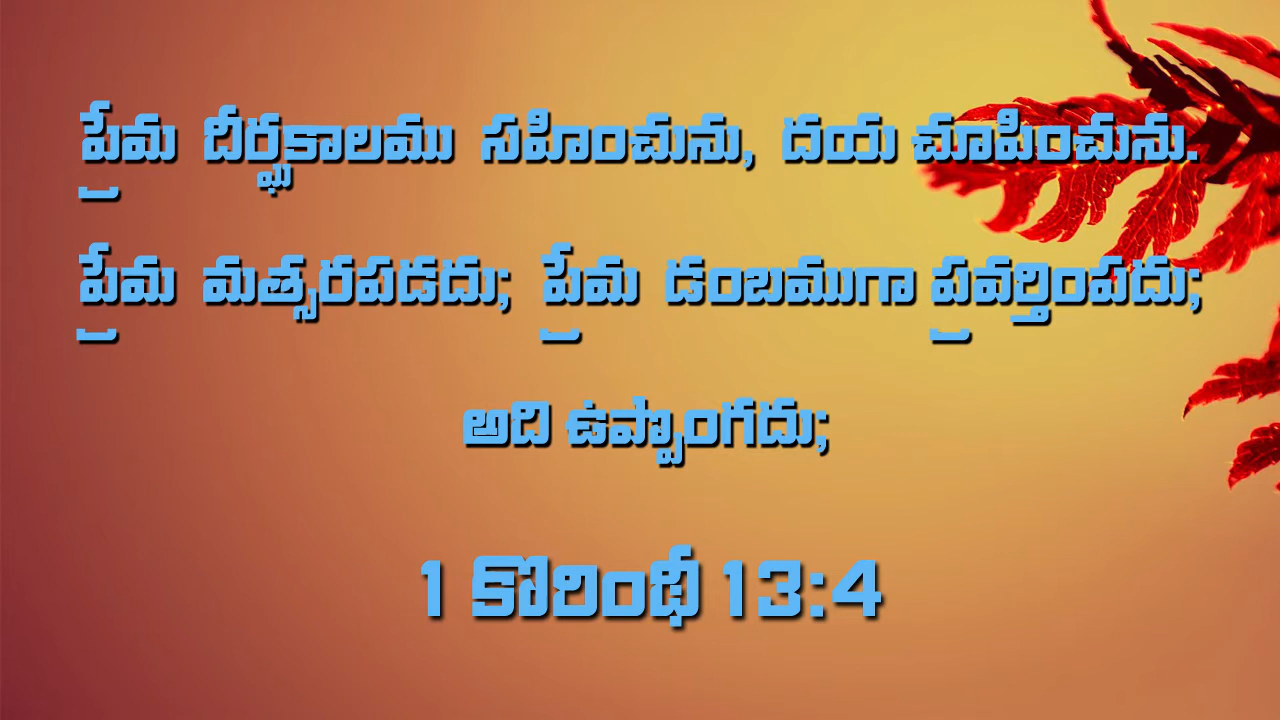 ప్రేమ దీర్ఘకాలము సహించును, దయ చూపించును.
ప్రేమ మత్సరపడదు; ప్రేమ డంబముగా ప్రవర్తింపదు;
అది ఉప్పొంగదు;
1 కొరింథీ 13:4